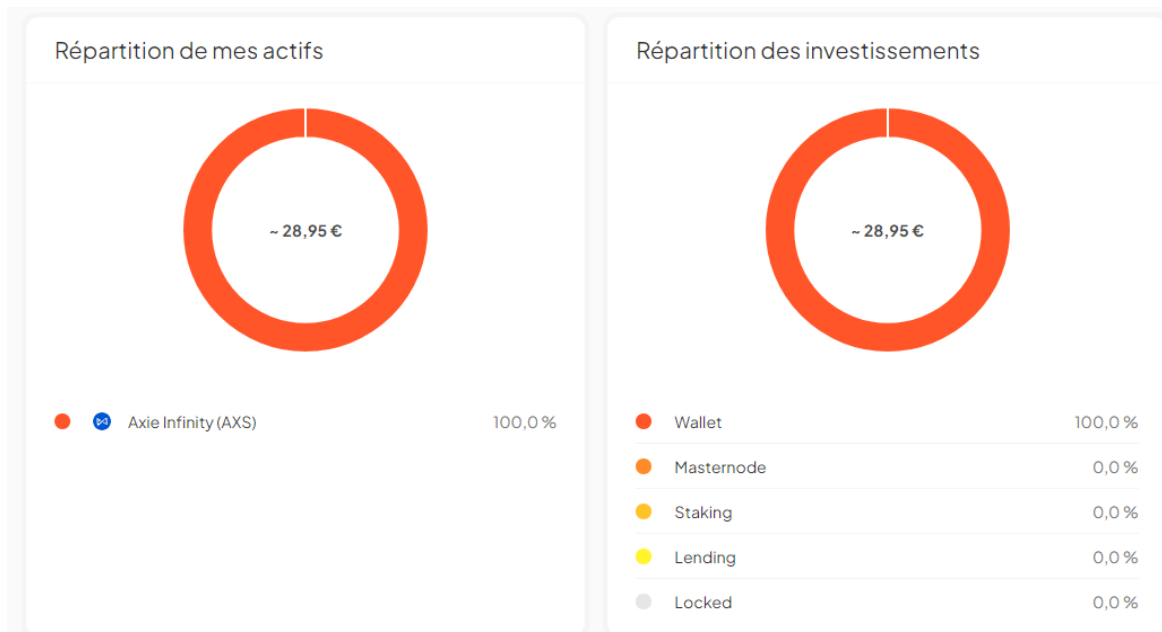 Répartition de mes actifs
~ 28,95 €
Axie Infinity (AXS) 100,0 %
Répartition des investissements
~ 28,95 €
Wallet 100,0 %
Masternode 0,0 %
Staking 0,0 %
Lending 0,0 %
Locked 0,0 %